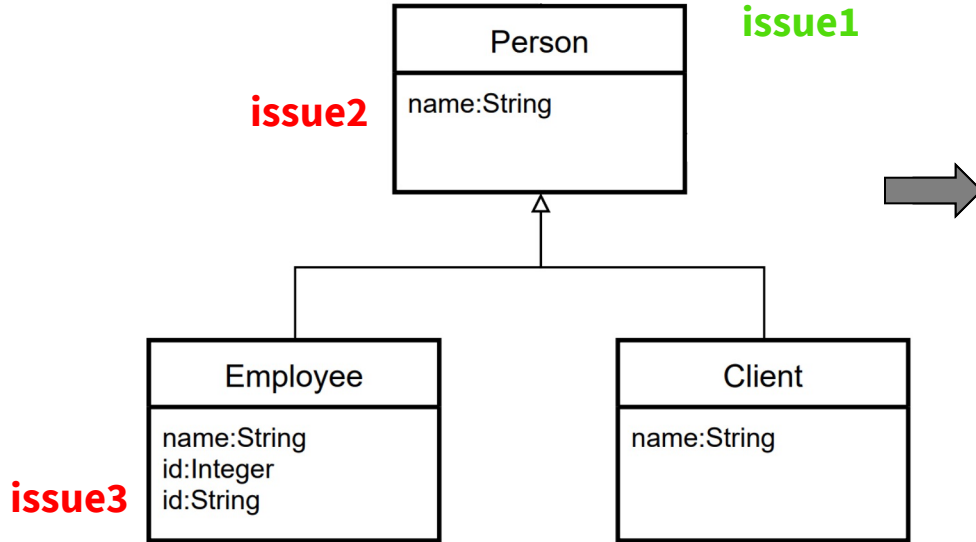 issue1
Person
issue2
name:String
Employee
Client
name:String
id:Integer
id:String
name:String
issue3